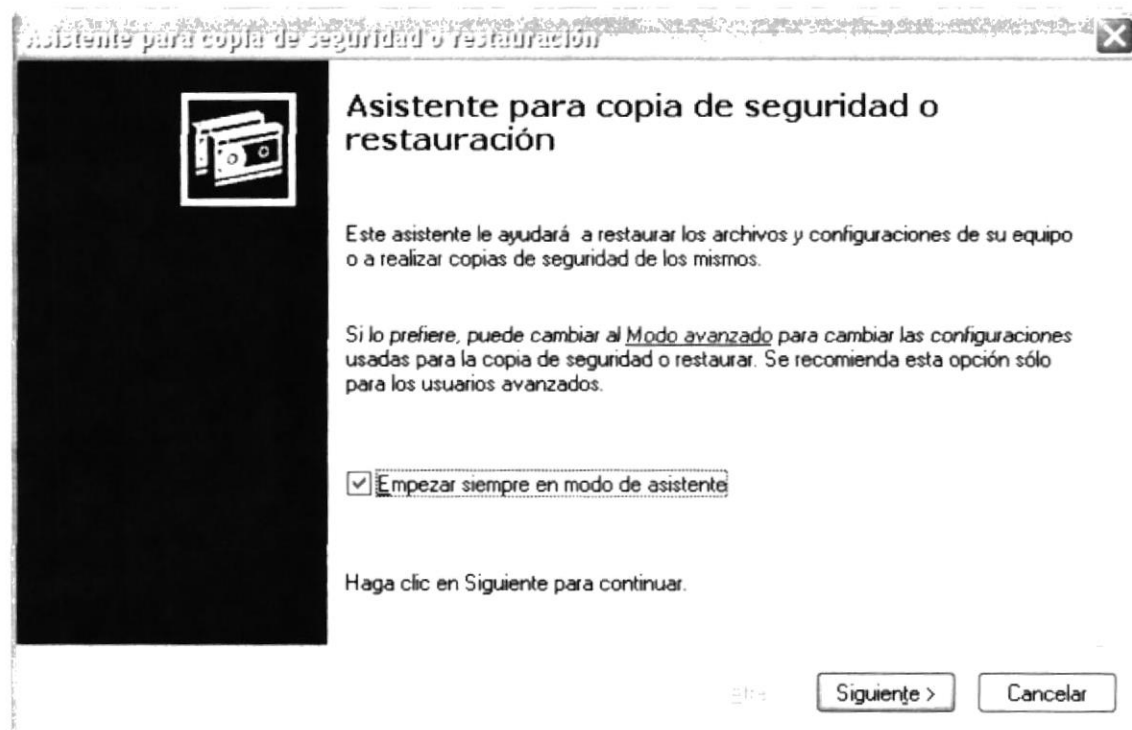 Asistente para copia de seguridad o restauración
Asistente para copia de seguridad o
restauración
Este asistente le ayudará a restaurar los archivos y configuraciones de su equipo
o a realizar copias de seguridad de los mismos.
Si lo prefiere, puede cambiar al Modo avanzado para cambiar las configuraciones
usadas para la copia de seguridad o restaurar. Se recomienda esta opción sólo
para los usuarios avanzados.
Empezar siempre en modo de asistente
Haga clic en Siguiente para continuar.
Siguiente > Cancelar